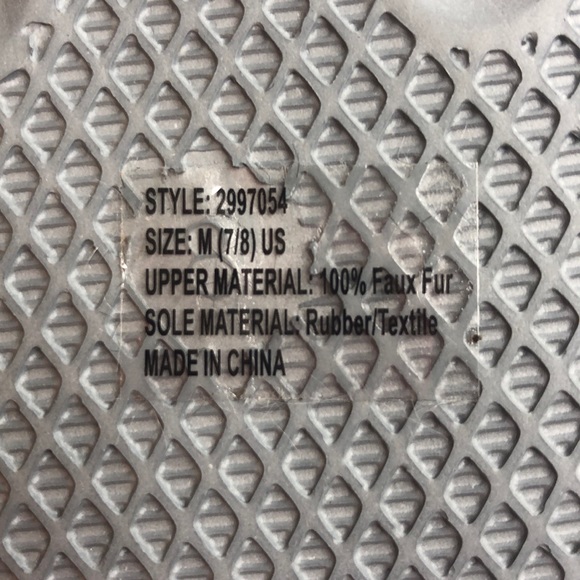 STYLE: 2997054
SIZE: M (7/8) US
UPPER MATERIAL: 100% Faux Fur
SOLE MATERIAL: Rubber/Textile
MADE IN CHINA